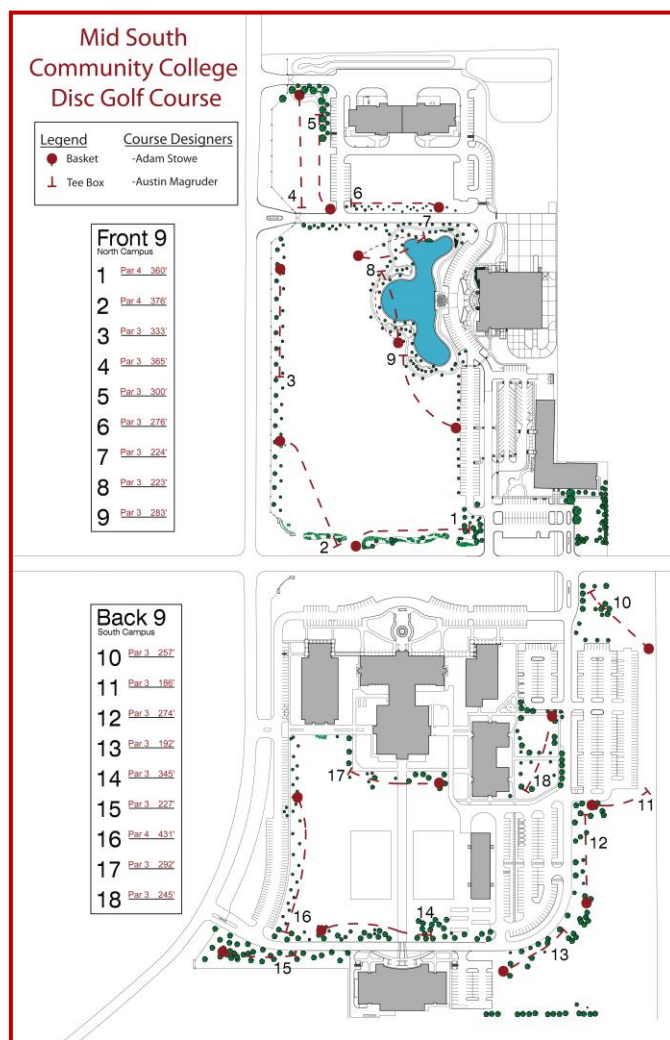 Mid South
Community College
Disc Golf Course
Legend
Course Designers
Basket
-Adam Stowe
Tee Box
-Austin Magruder
Front 9
North Campus
1 Par 4 360'
2 Par 4 376'
3 Par 3 333'
4 Par 3 365'
5 Par 3 300'
6 Par 3 276'
7 Par 3 224'
8 Par 3 223'
9 Par 3 283'
5
4
6
7
8
9
3
1
2
Back 9
South Campus
10 Par 3 257'
11 Par 3 186'
12 Par 3 274'
13 Par 3 192'
14 Par 3 345'
15 Par 3 227'
16 Par 4 431'
17 Par 3 292'
18 Par 3 245'
10
17
18
11
12
16
14
13
15